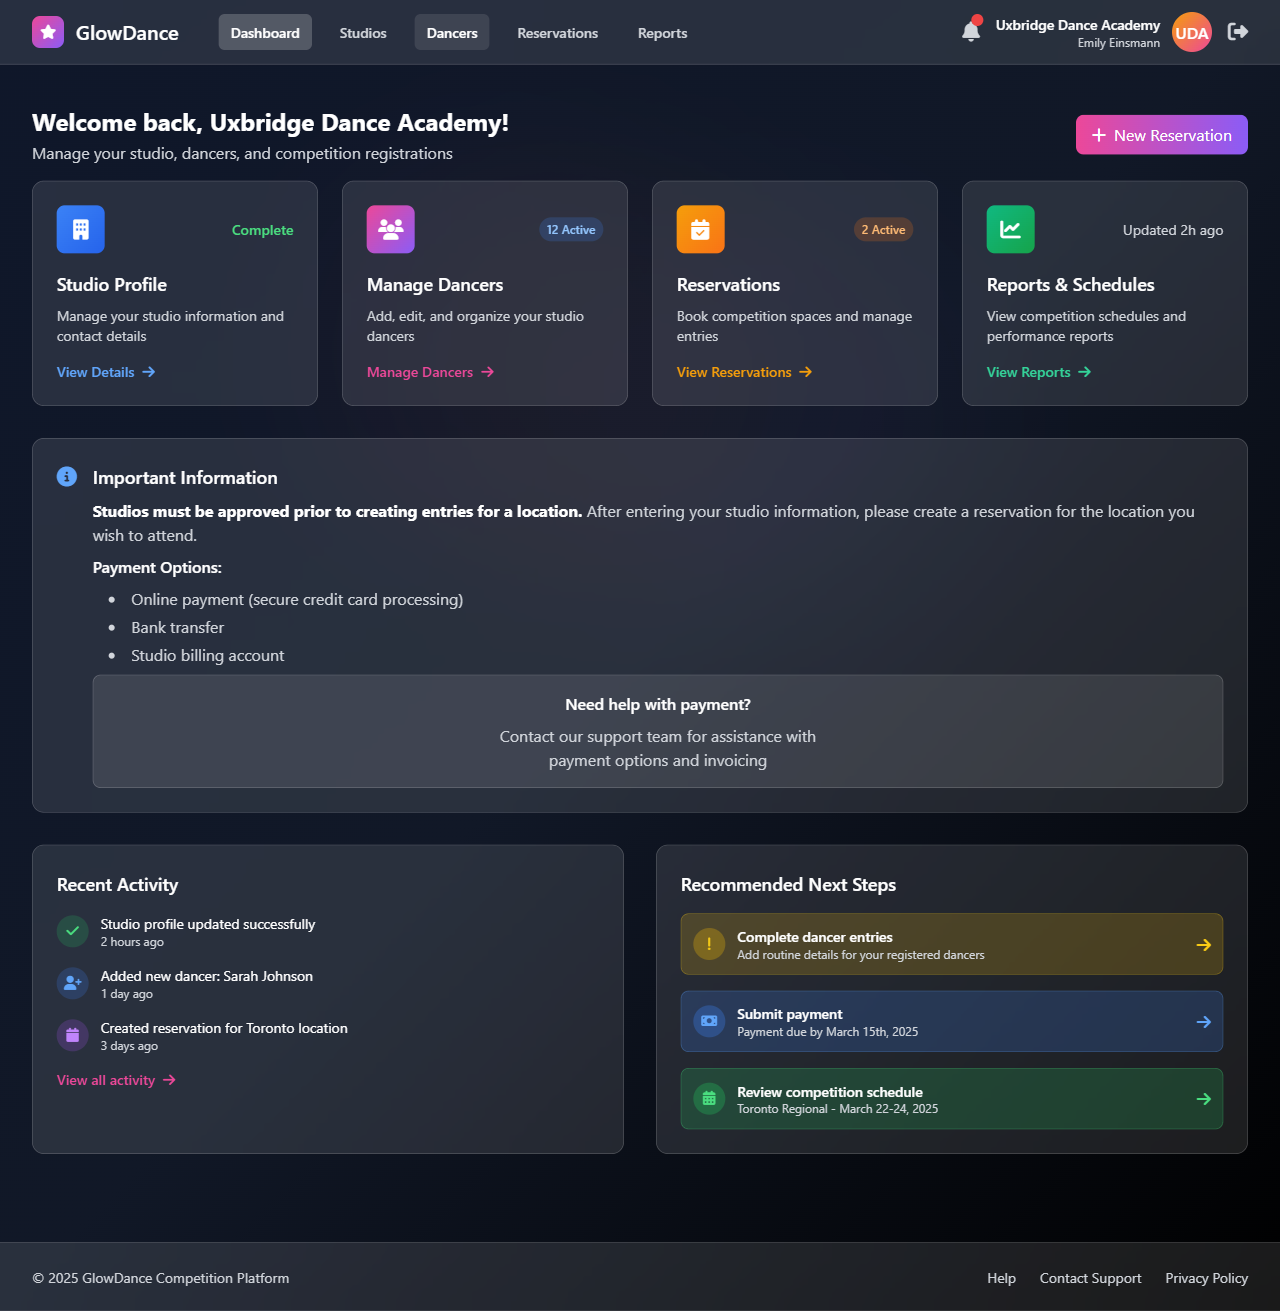 GlowDance
Dashboard
Studios
Dancers
Reservations
Reports
Uxbridge Dance Academy
Emily Einsmann
UDA
Welcome back, Uxbridge Dance Academy!
Manage your studio, dancers, and competition registrations
New Reservation
Complete
Studio Profile
Manage your studio information and
contact details
View Details
12 Active
Manage Dancers
Add, edit, and organize your studio
dancers
Manage Dancers
2 Active
Reservations
Book competition spaces and manage
entries
View Reservations
Updated 2h ago
Reports & Schedules
View competition schedules and
performance reports
View Reports
Important Information
Studios must be approved prior to creating entries for a location. After entering your studio information, please create a reservation for the location you
wish to attend.
Payment Options:
Online payment (secure credit card processing)
Bank transfer
Studio billing account
Need help with payment?
Contact our support team for assistance with
payment options and invoicing
Recent Activity
Studio profile updated successfully
2 hours ago
Added new dancer: Sarah Johnson
1 day ago
Created reservation for Toronto location
3 days ago
View all activity
Recommended Next Steps
Complete dancer entries
Add routine details for your registered dancers
Submit payment
Payment due by March 15th, 2025
Review competition schedule
Toronto Regional - March 22-24, 2025
© 2025 GlowDance Competition Platform
Help
Contact Support
Privacy Policy